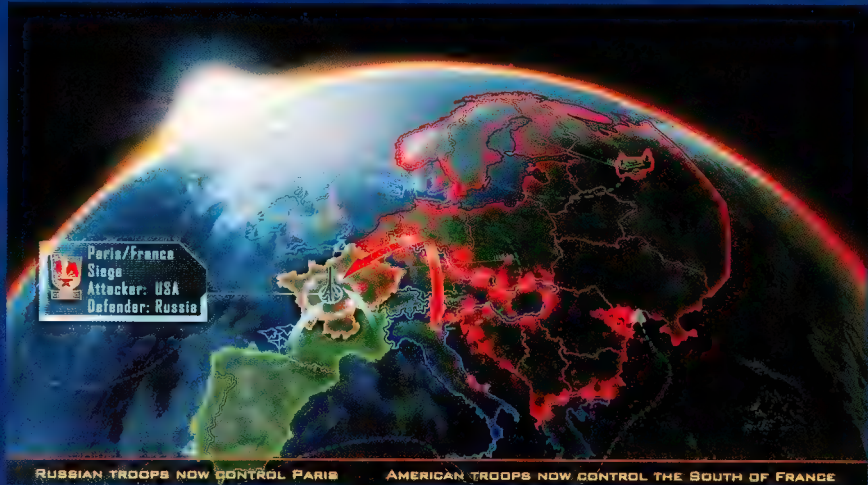 Paris/France
Siege
Attacker: USA
Defender: Russia
RUSSIAN TROOPS NOW CONTROL PARIS AMERICAN TROOPS NOW CONTROL THE SOUTH OF FRANCE